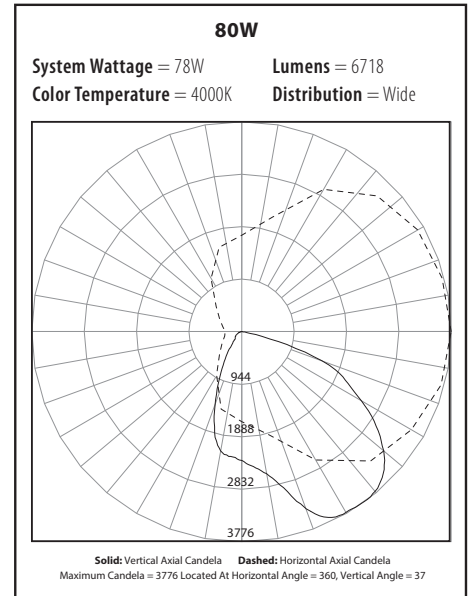 80W
System Wattage = 78W Lumens = 6718
Color Temperature = 4000K Distribution = Wide
944
1888
2832
3776
Solid: Vertical Axial Candela Dashed: Horizontal Axial Candela
Maximum Candela = 3776 Located At Horizontal Angle = 360, Vertical Angle = 37